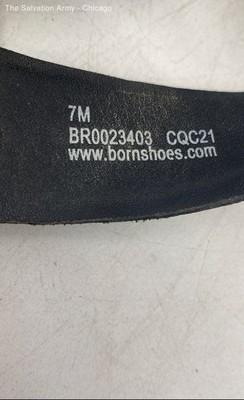 The Salvation Army - Chicago
7M
BR0023403 CQC21
www.bornshoes.com